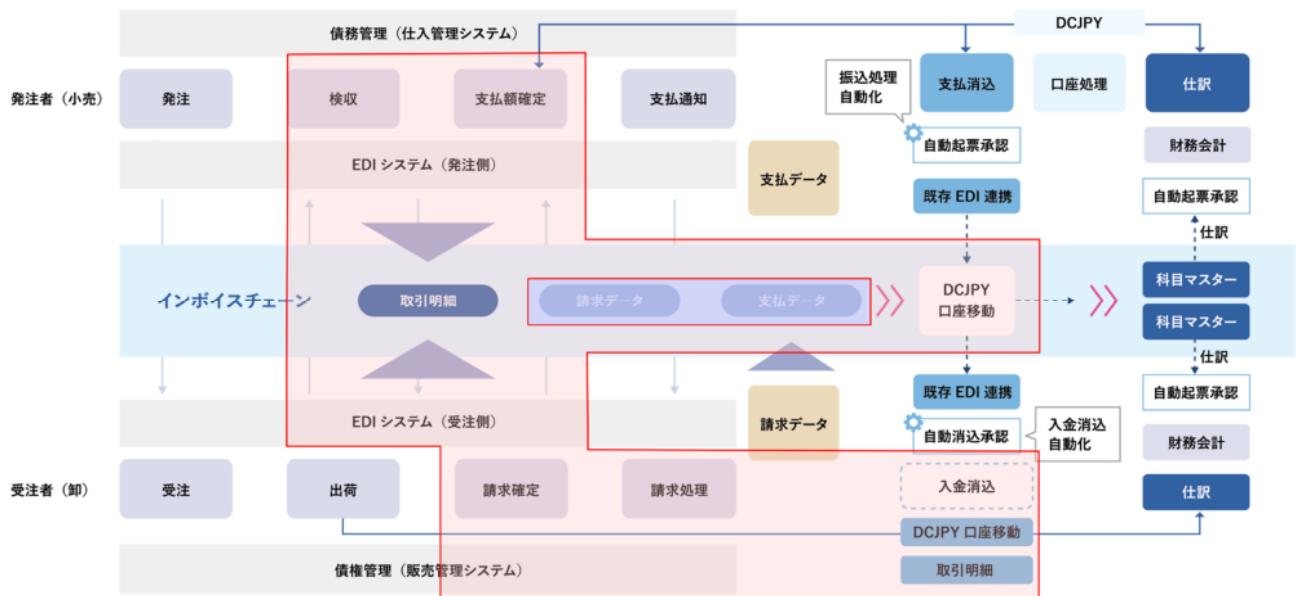 債務管理（仕入管理システム）
DCJPY
発注者（小売）
発注
検収
支払額確定
支払通知
振込処理
自動化
支払消込
口座処理
仕訳
EDI システム（発注側）
支払データ
自動起票承認
財務会計
既存 EDI 連携
自動起票承認
仕訳
インボイスチェーン
取引明細
請求データ
支払データ
DCJPY
口座移動
科目マスター
科目マスター
仕訳
EDI システム（受注側）
請求データ
既存 EDI 連携
自動起票承認
自動消込承認
入金消込
自動化
財務会計
受注者（卸）
受注
出荷
請求確定
請求処理
入金消込
仕訳
DCJPY 口座移動
債権管理（販売管理システム）
取引明細